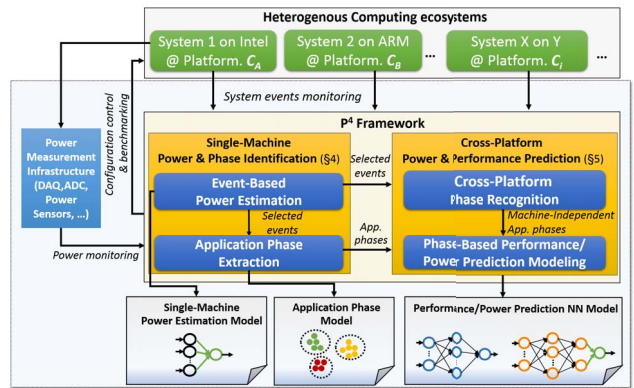 Heterogenous Computing ecosystems
System 1 on Intel
@ Platform. C_A
System 2 on ARM
@ Platform. C_B
...
System X on Y
@ Platform. C_i
...
Configuration control
& benchmarking
System events monitoring
P⁴ Framework
Power
Measurement
Infrastructure
(DAQ,ADC,
Power
Sensors, ...)
Power monitoring
Single-Machine
Power & Phase Identification (§4)
Event-Based
Power Estimation
Selected
events
Application Phase
Extraction
Selected
events
App.
phases
Cross-Platform
Power & Performance Prediction (§5)
Cross-Platform
Phase Recognition
Machine-Independent
App. phases
Phase-Based Performance/
Power Prediction Modeling
Single-Machine
Power Estimation Model
Application Phase
Model
Performance/Power Prediction NN Model